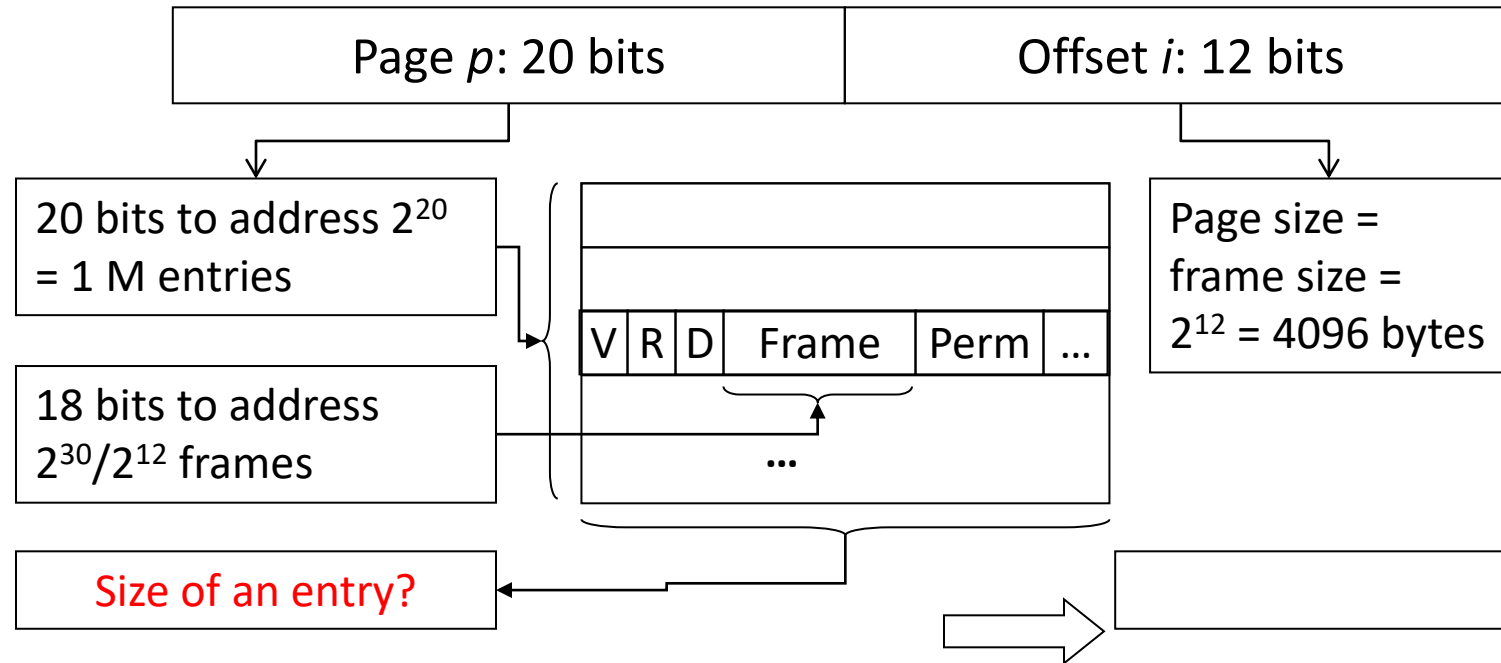 Page p: 20 bits
Offset i: 12 bits
20 bits to address 2²⁰
= 1 M entries
Page size =
frame size =
2¹² = 4096 bytes
V R D Frame Perm ...
18 bits to address
2³⁰/2¹² frames
...
Size of an entry?